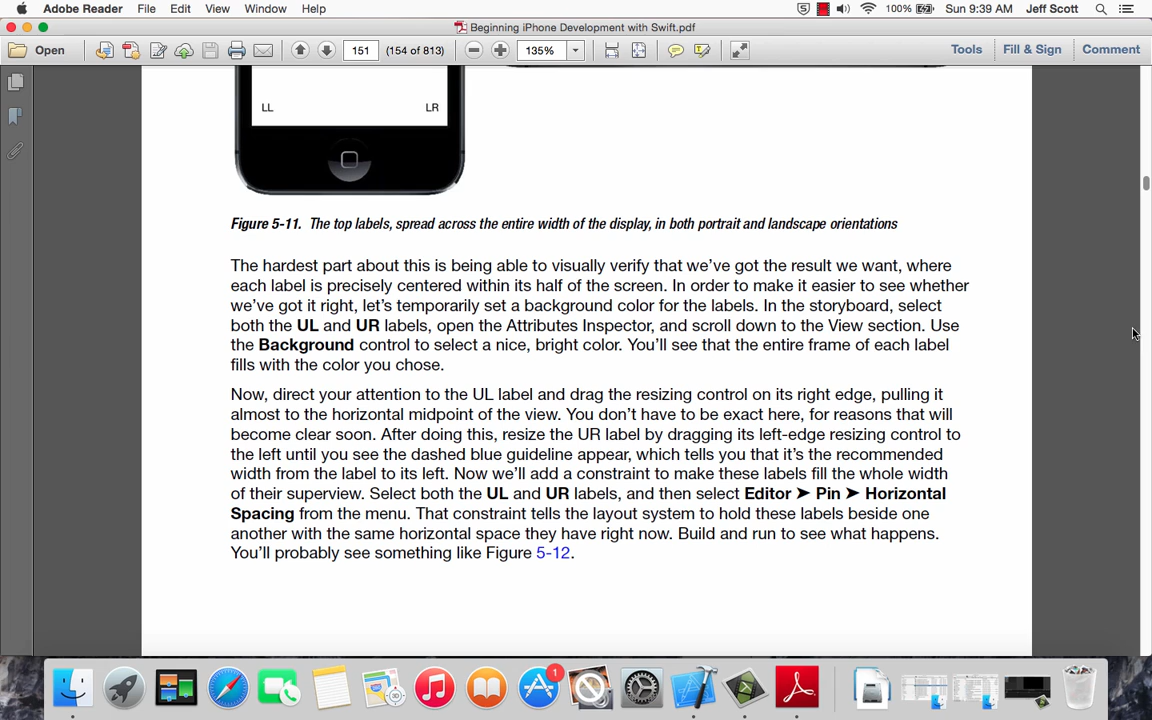 Adobe Reader File Edit View Window Help 100% Sun 9:39 AM Jeff Scott
Beginning iPhone Development with Swift.pdf
Open 151 (154 of 813) 135% Tools Fill & Sign Comment
LL LR
Figure 5-11. The top labels, spread across the entire width of the display, in both portrait and landscape orientations
The hardest part about this is being able to visually verify that we’ve got the result we want, where
each label is precisely centered within its half of the screen. In order to make it easier to see whether
we’ve got it right, let’s temporarily set a background color for the labels. In the storyboard, select
both the UL and UR labels, open the Attributes Inspector, and scroll down to the View section. Use
the Background control to select a nice, bright color. You’ll see that the entire frame of each label
fills with the color you chose.
Now, direct your attention to the UL label and drag the resizing control on its right edge, pulling it
almost to the horizontal midpoint of the view. You don’t have to be exact here, for reasons that will
become clear soon. After doing this, resize the UR label by dragging its left-edge resizing control to
the left until you see the dashed blue guideline appear, which tells you that it’s the recommended
width from the label to its left. Now we’ll add a constraint to make these labels fill the whole width
of their superview. Select both the UL and UR labels, and then select Editor ➤ Pin ➤ Horizontal
Spacing from the menu. That constraint tells the layout system to hold these labels beside one
another with the same horizontal space they have right now. Build and run to see what happens.
You’ll probably see something like Figure 5-12.
1
30